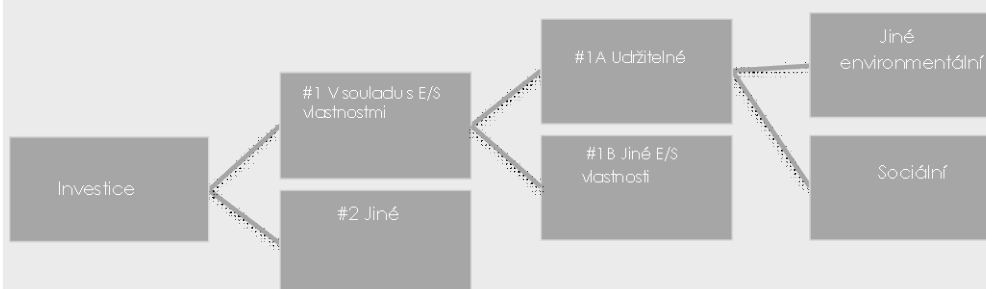 Investice
#1 V souladu s E/S
vlastnostmi
#2 Jiné
#1A Udržitelné
#1B Jiné E/S
vlastnosti
Jiné
environmentální
Sociální